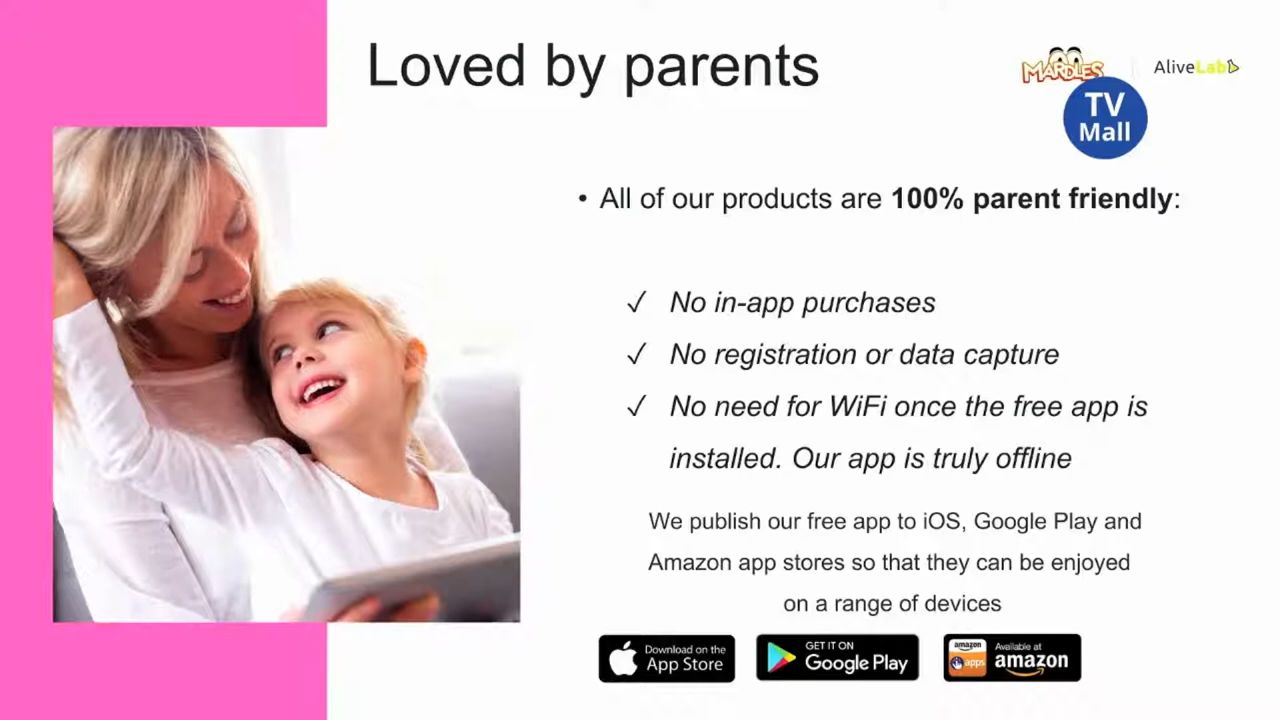 Loved by parents
MARDLES
AliveLab
TV
Mall
• All of our products are 100% parent friendly:
✓ No in-app purchases
✓ No registration or data capture
✓ No need for WiFi once the free app is
installed. Our app is truly offline
We publish our free app to iOS, Google Play and
Amazon app stores so that they can be enjoyed
on a range of devices
Download on the
App Store
GET IT ON
Google Play
amazon
apps
Available at
amazon